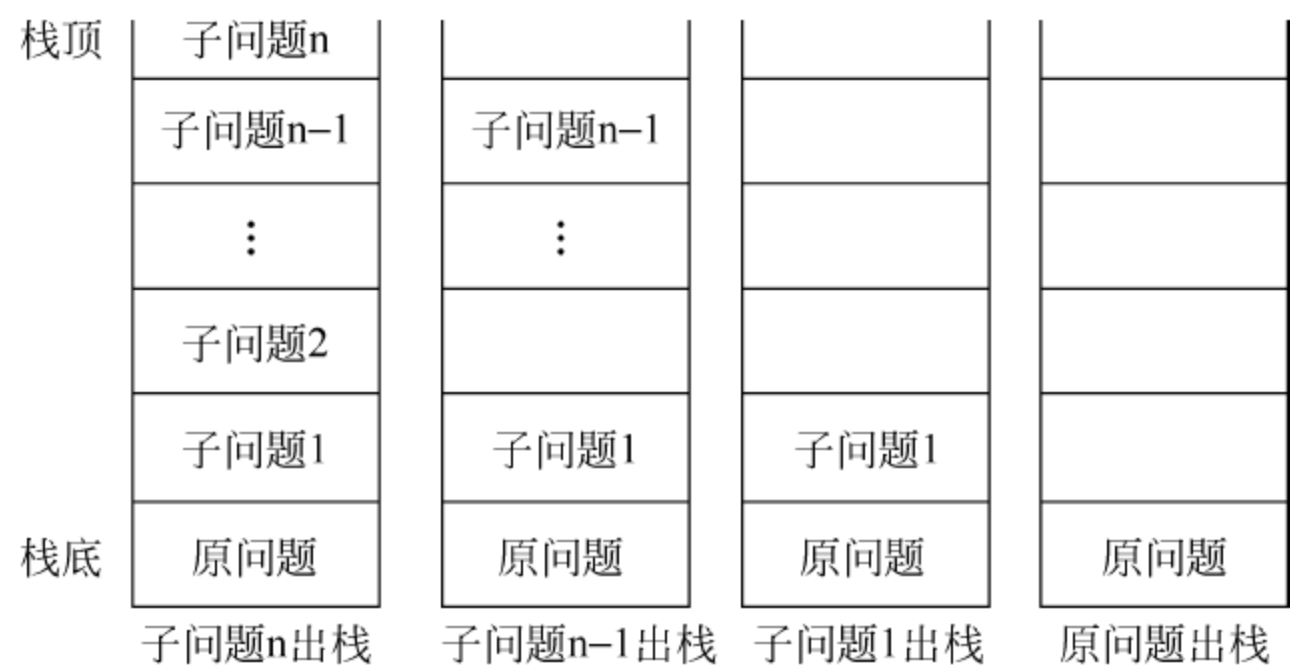 栈顶 子问题n
子问题n−1 子问题n−1
⋮ ⋮
子问题2
子问题1 子问题1 子问题1
栈底 原问题 原问题 原问题 原问题
子问题n出栈 子问题n−1出栈 子问题1出栈 原问题出栈